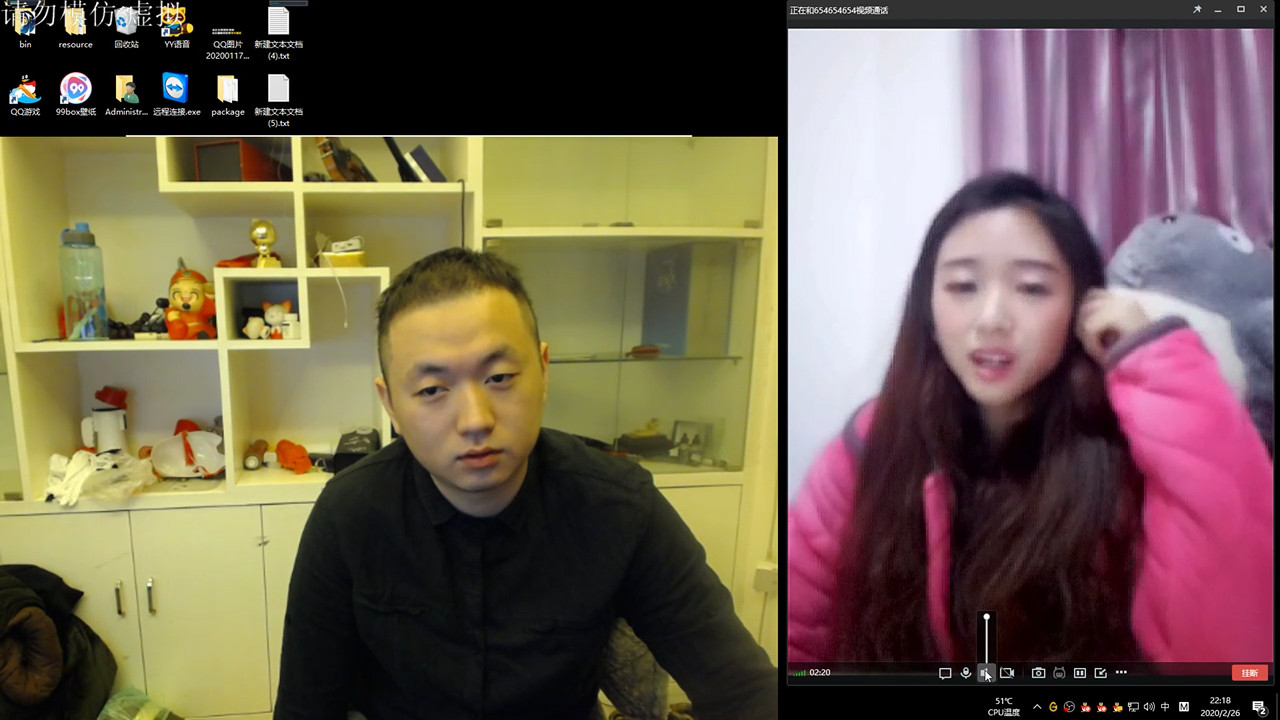 请勿模仿 虚拟
bin
resource
回收站
YY语音
QQ图片
20200117...
新建文本文档
(4).txt
QQ游戏
99box壁纸
Administr...
远程连接.exe
package
新建文本文档
(5).txt
正在和654654654视频通话
02:20
挂断
51℃
CPU温度
中
M
22:18
2020/2/26
2